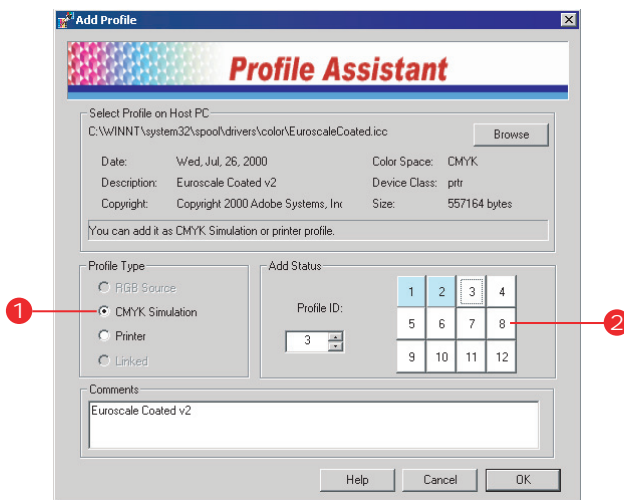 Add Profile
Profile Assistant
Select Profile on Host PC
C:\WINNT\system32\spool\drivers\color\EuroscaleCoated.icc
Browse
Date: Wed, Jul, 26, 2000 Color Space: CMYK
Description: Euroscale Coated v2 Device Class: prtr
Copyright: Copyright 2000 Adobe Systems, Inc Size: 557164 bytes
You can add it as CMYK Simulation or printer profile.
Profile Type
RGB Source
1
CMYK Simulation
Printer
Linked
Add Status
Profile ID:
3
1 2 3 4
5 6 7 8
2
9 10 11 12
Comments
Euroscale Coated v2
Help Cancel OK